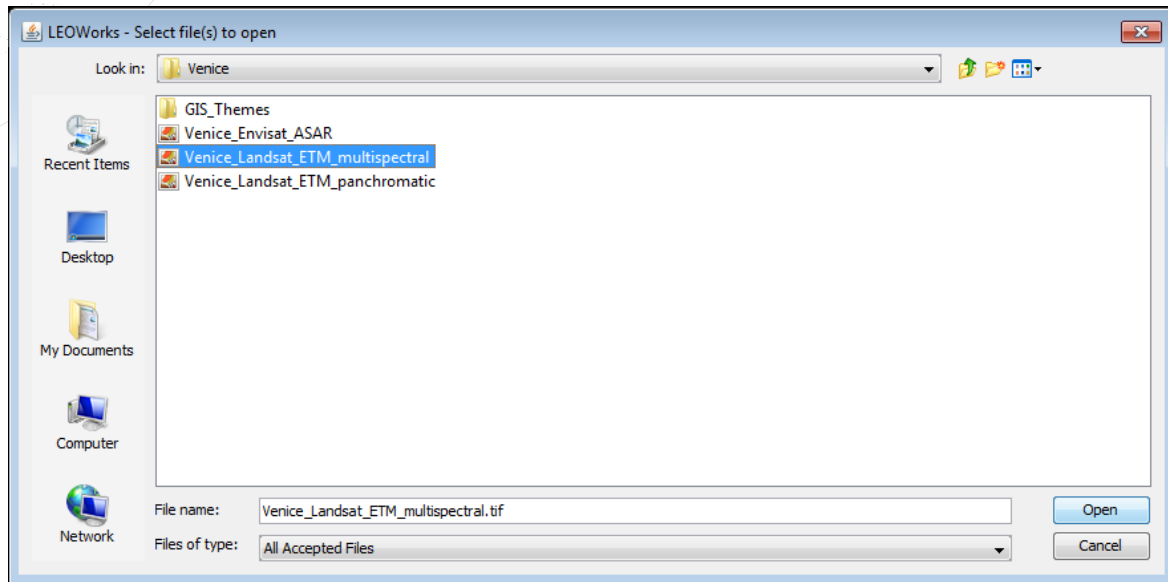 LEOWorks - Select file(s) to open
Look in: Venice
GIS_Themes
Venice_Envisat_ASAR
Venice_Landsat_ETM_multispectral
Venice_Landsat_ETM_panchromatic
Recent Items
Desktop
My Documents
Computer
Network
File name: Venice_Landsat_ETM_multispectral.tif
Open
Files of type: All Accepted Files
Cancel